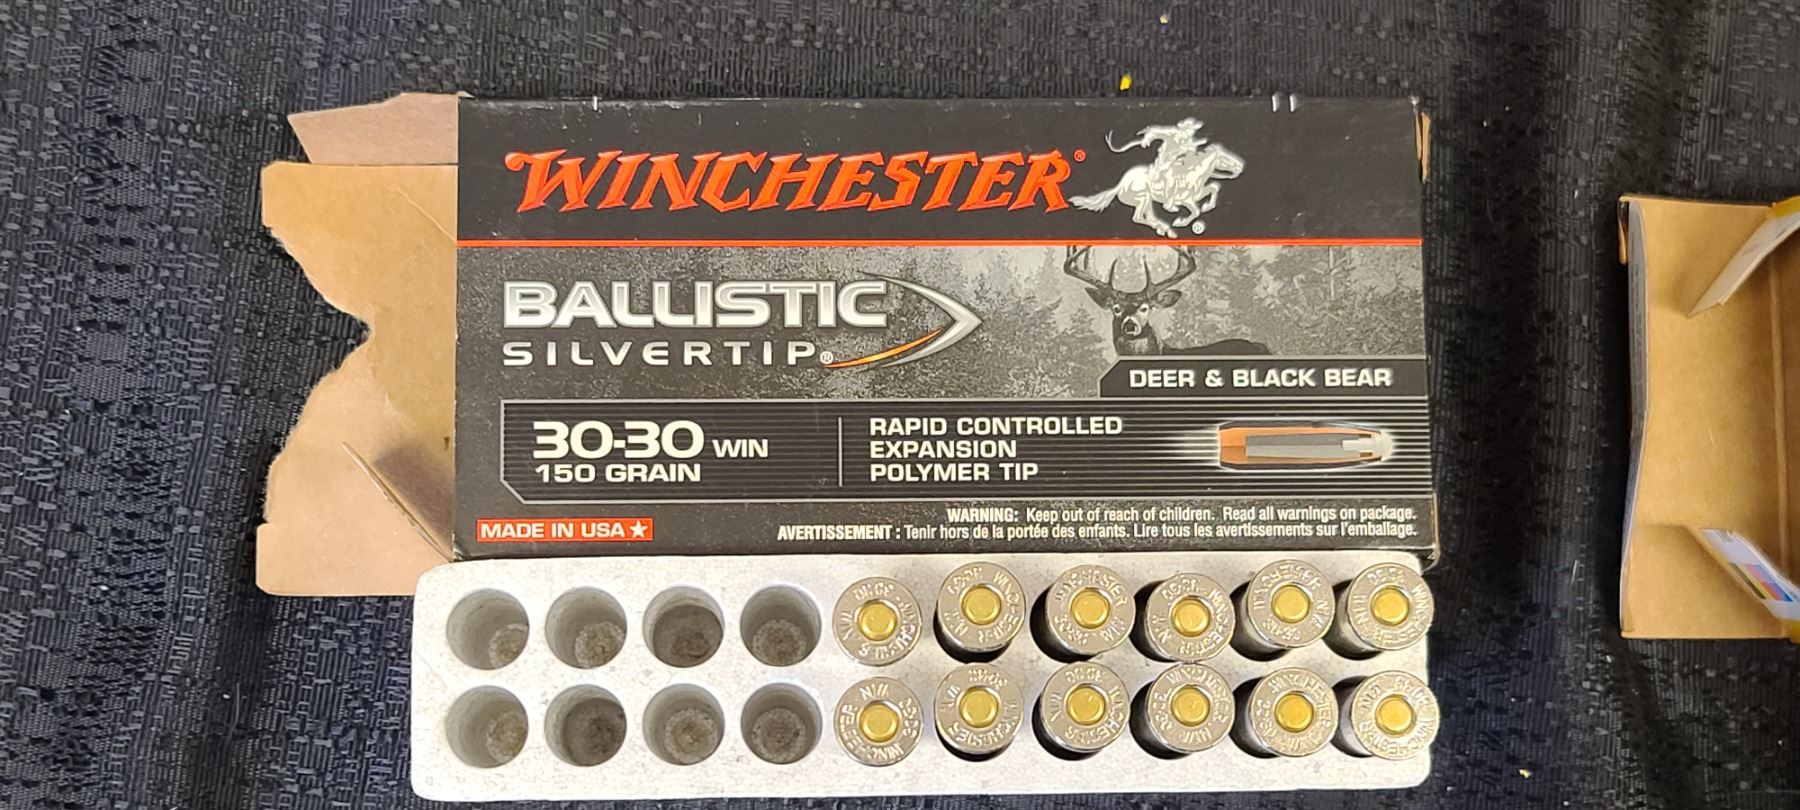 WINCHESTER®
BALLISTIC
SILVERTIP®
DEER & BLACK BEAR
30-30 WIN
150 GRAIN
RAPID CONTROLLED
EXPANSION
POLYMER TIP
MADE IN USA
WARNING: Keep out of reach of children. Read all warnings on package.
AVERTISSEMENT : Tenir hors de la portée des enfants. Lire tous les avertissements sur l'emballage.